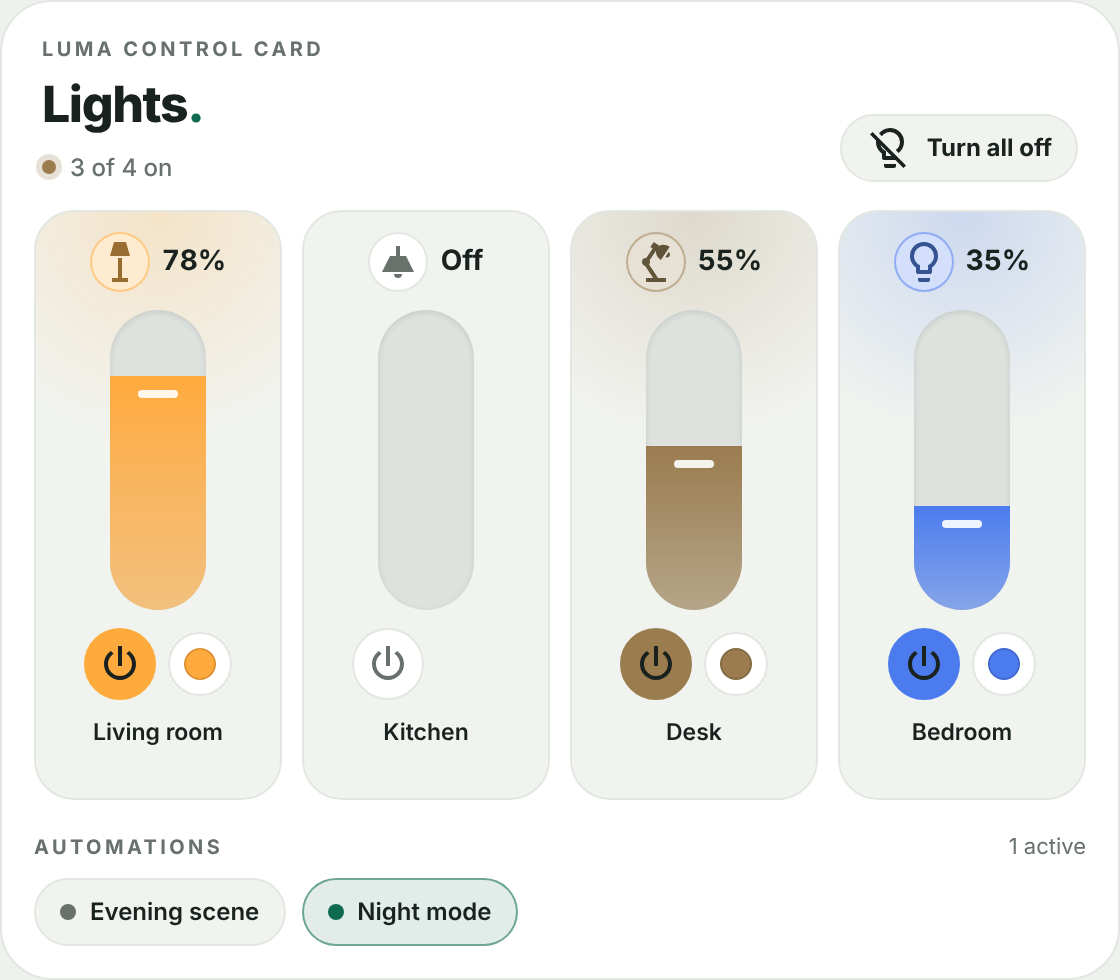 LUMA CONTROL CARD
Lights.
3 of 4 on
Turn all off
78%
Off
55%
35%
Living room
Kitchen
Desk
Bedroom
AUTOMATIONS
1 active
Evening scene
Night mode